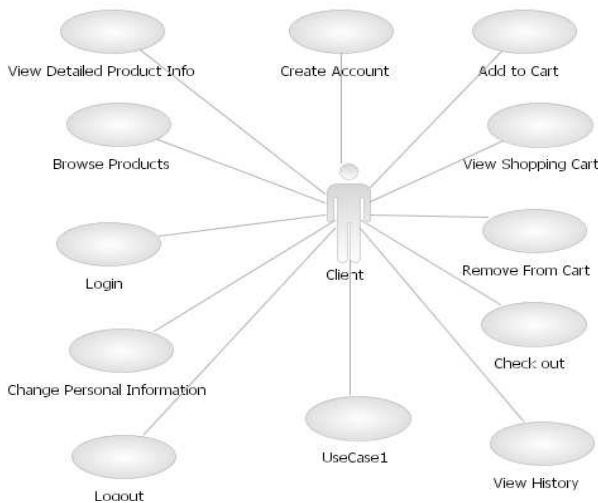 View Detailed Product Info
Create Account
Add to Cart
Browse Products
View Shopping Cart
Login
Client
Remove From Cart
Change Personal Information
Check out
Logout
UseCase1
View History